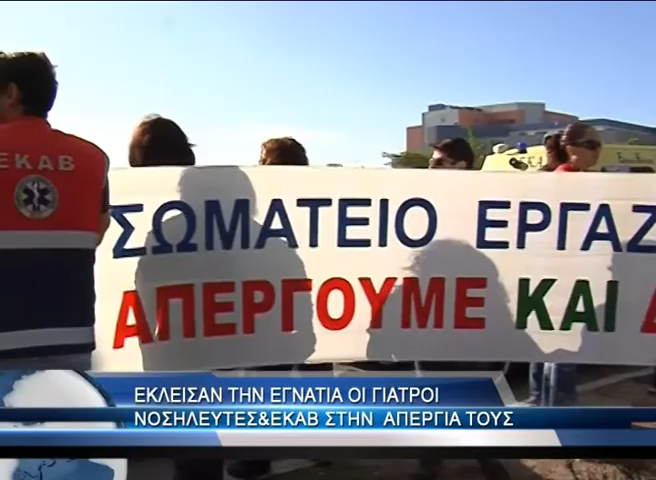 ΕΚΑΒ
ΣΩΜΑΤΕΙΟ ΕΡΓΑΖ
ΑΠΕΡΓΟΥΜΕ ΚΑΙ
ΕΚΛΕΙΣΑΝ ΤΗΝ ΕΓΝΑΤΙΑ ΟΙ ΓΙΑΤΡΟΙ
ΝΟΣΗΛΕΥΤΕΣ&ΕΚΑΒ ΣΤΗΝ ΑΠΕΡΓΙΑ ΤΟΥΣ